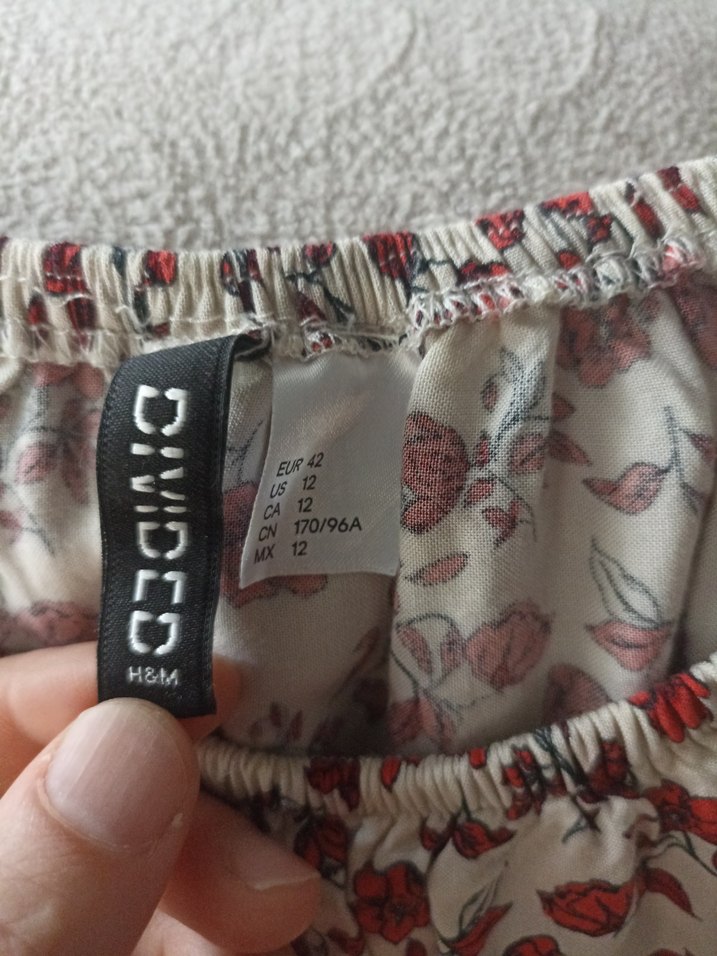 DIVIDED
H&M
EUR 42
US 12
CA 12
CN 170/96A
MX 12